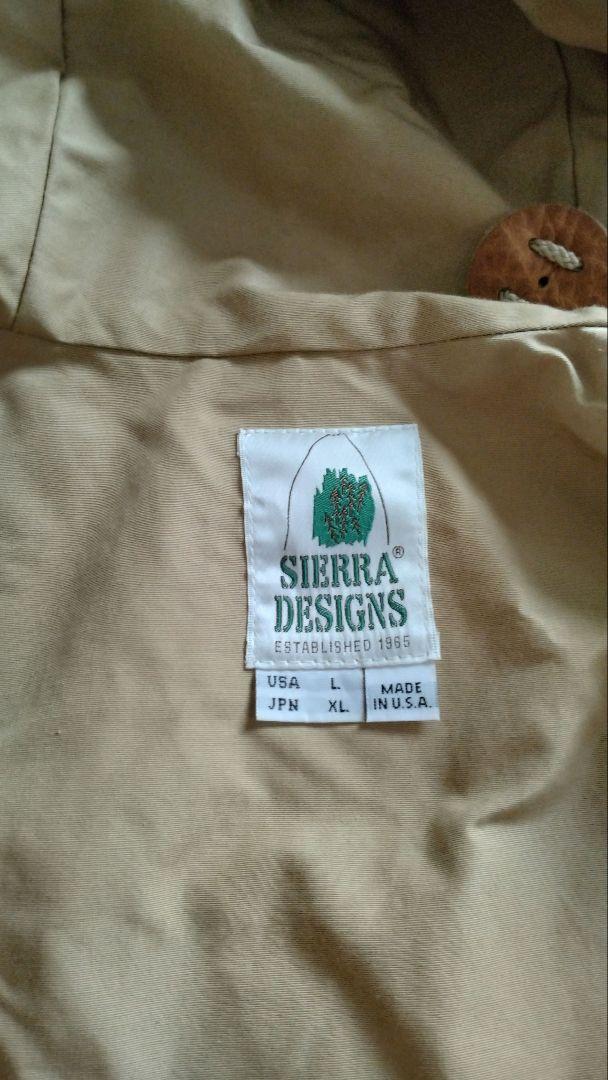 SIERRA ®
DESIGNS
ESTABLISHED 1965
USA L.
JPN XL.
MADE
IN U.S.A.